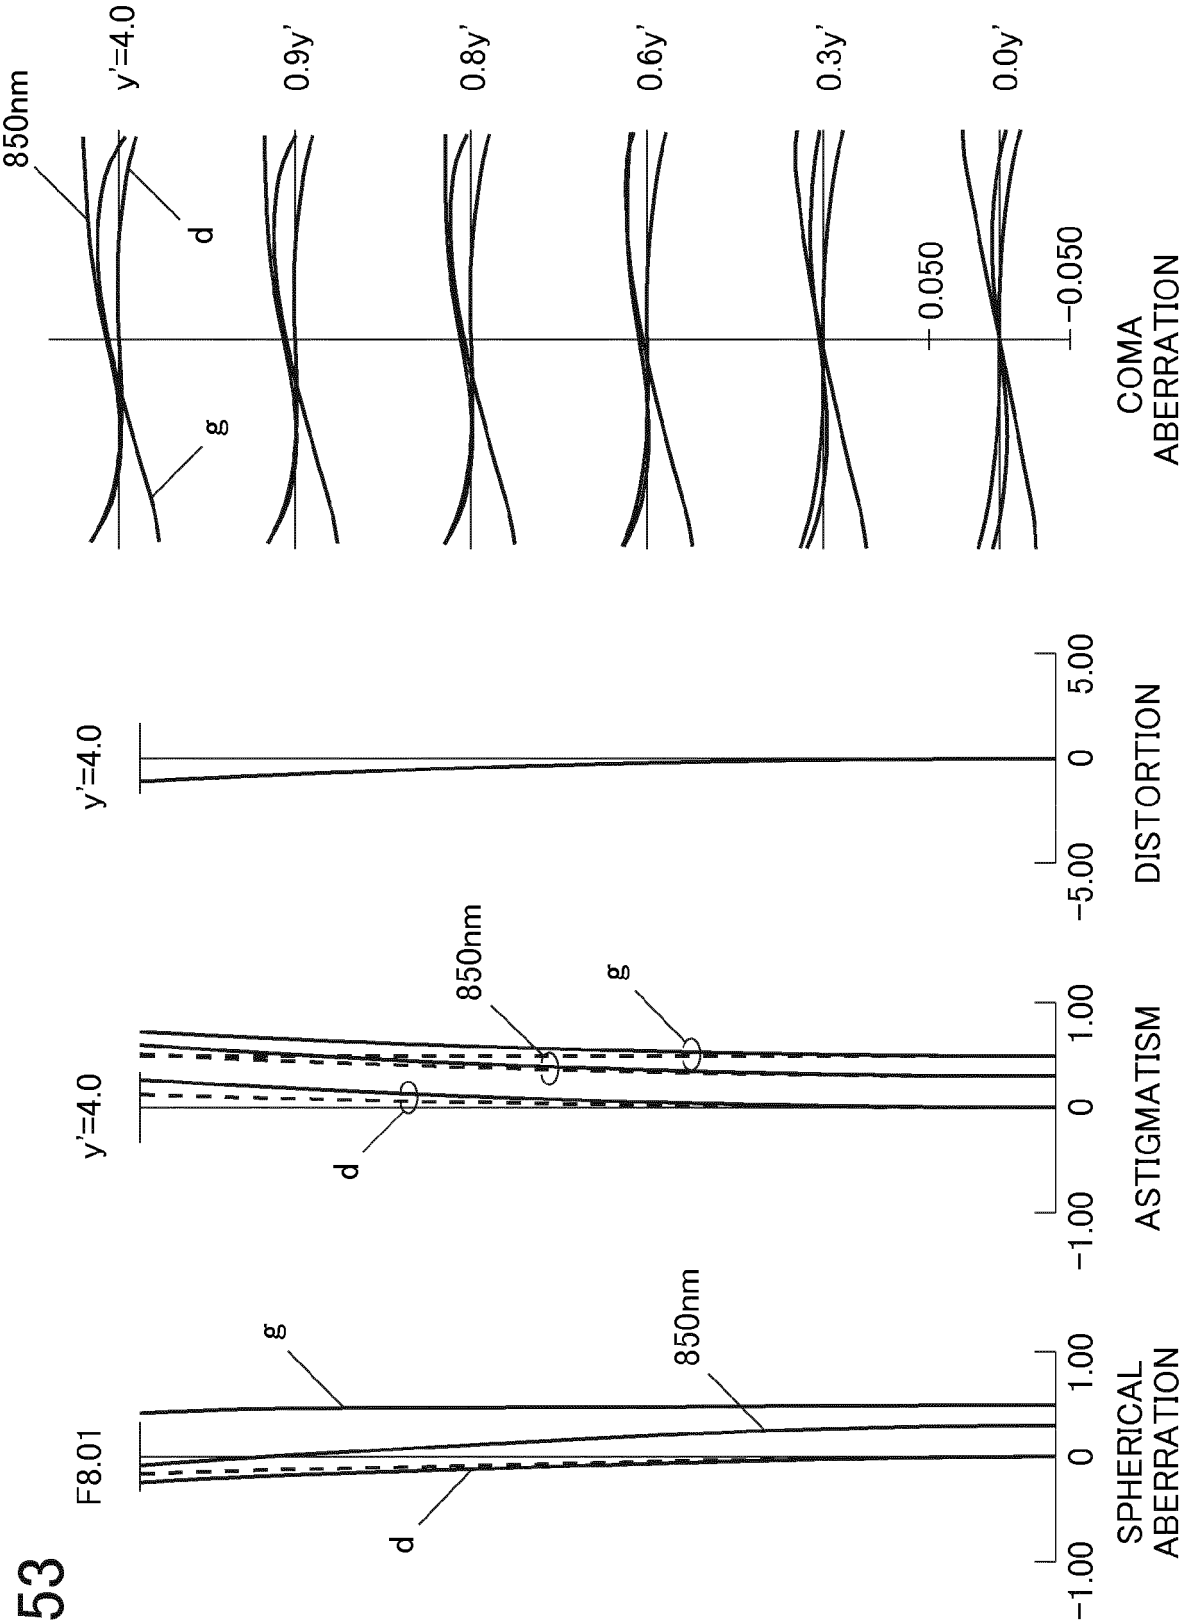 53
F8.01
g
d
850nm
-1.00
0
1.00
SPHERICAL
ABERRATION
y'=4.0
d
850nm
g
-1.00
0
1.00
ASTIGMATISM
y'=4.0
-5.00
0
5.00
DISTORTION
850nm
g
d
y'=4.0
0.9y'
0.8y'
0.6y'
0.3y'
0.0y'
0.050
-0.050
COMA
ABERRATION